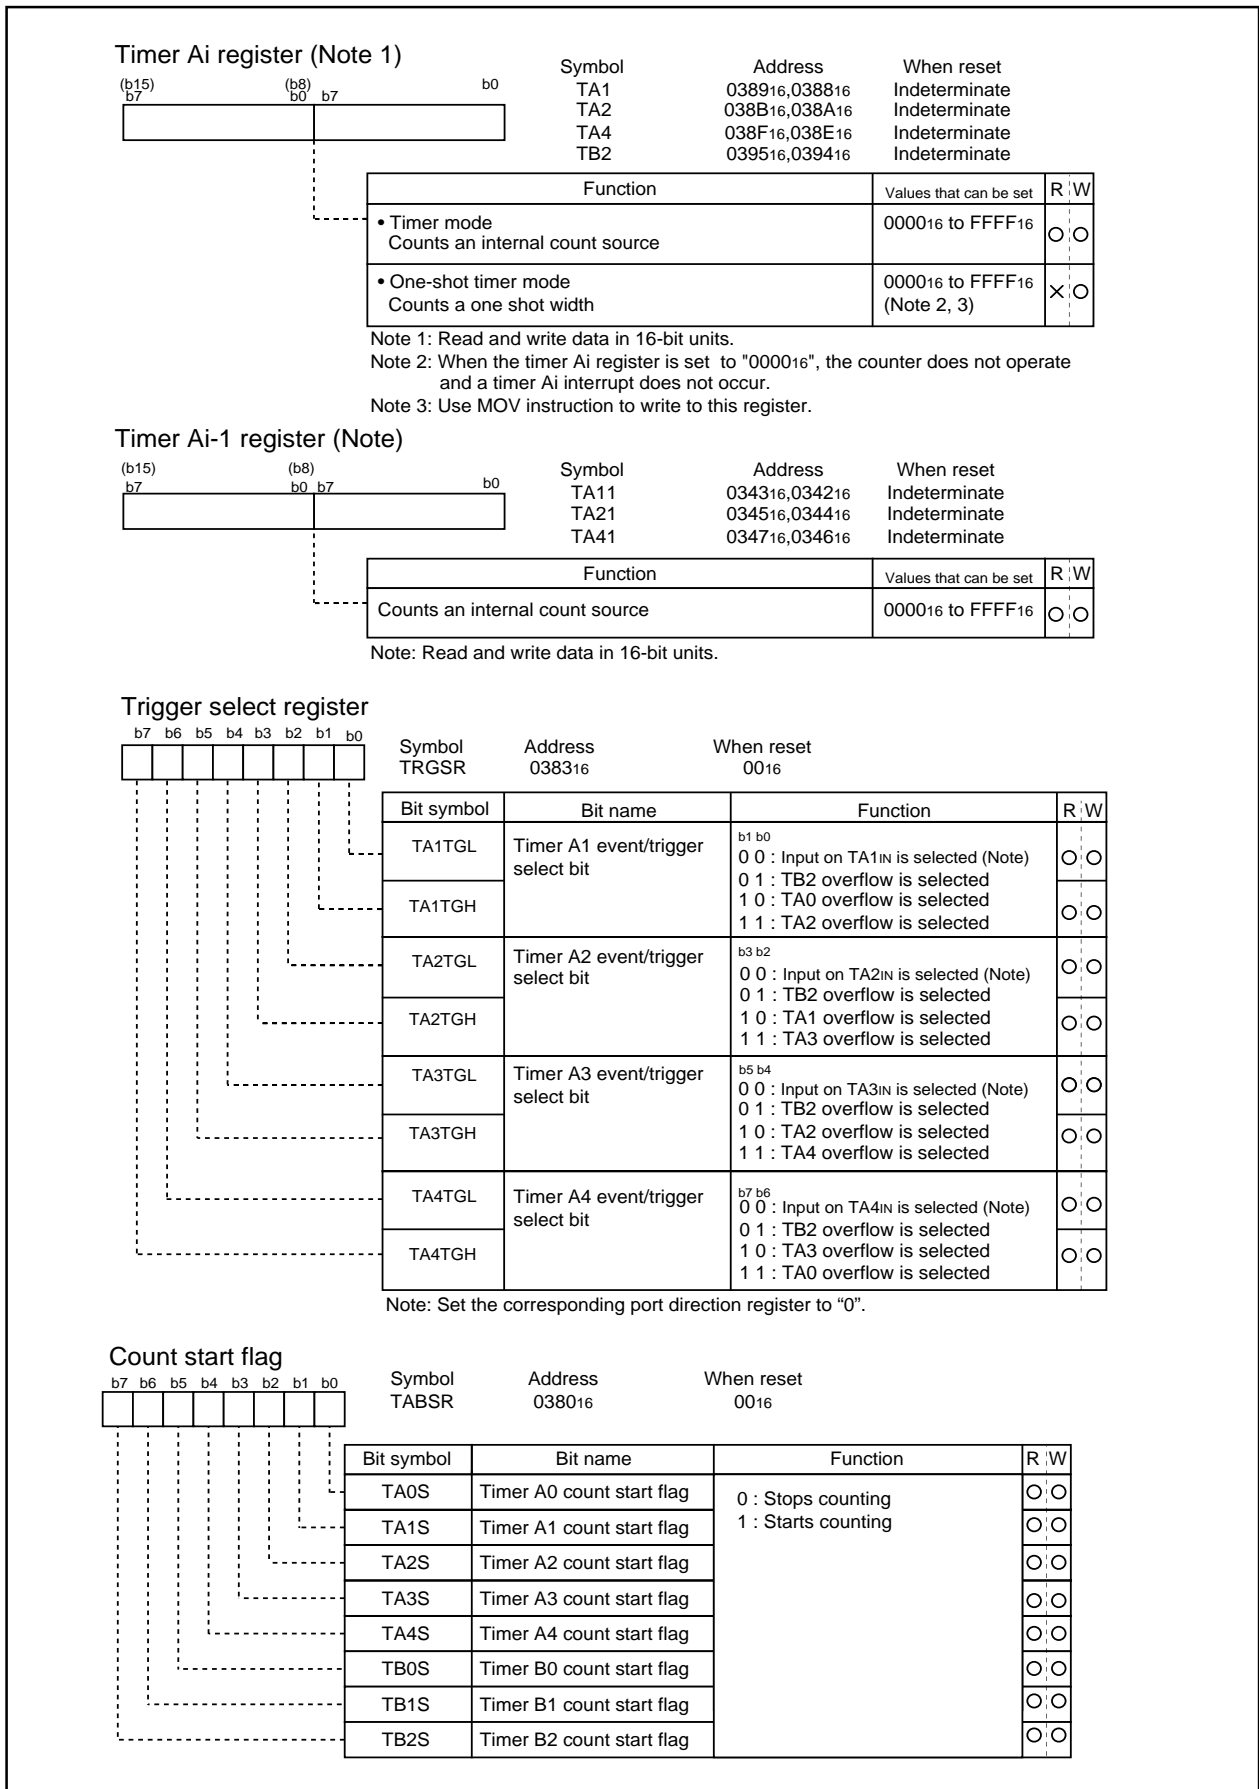 Timer Ai register (Note 1)
(b15) (b8)
b7 b0 b7 b0
Symbol Address When reset
TA1 038916,038816 Indeterminate
TA2 038B16,038A16 Indeterminate
TA4 038F16,038E16 Indeterminate
TB2 039516,039416 Indeterminate
Function Values that can be set R W
• Timer mode 000016 to FFFF16
Counts an internal count source
• One-shot timer mode 000016 to FFFF16
Counts a one shot width (Note 2, 3)
Note 1: Read and write data in 16-bit units.
Note 2: When the timer Ai register is set to "000016", the counter does not operate
and a timer Ai interrupt does not occur.
Note 3: Use MOV instruction to write to this register.
Timer Ai-1 register (Note)
(b15) (b8)
b7 b0 b7 b0
Symbol Address When reset
TA11 034316,034216 Indeterminate
TA21 034516,034416 Indeterminate
TA41 034716,034616 Indeterminate
Function Values that can be set R W
Counts an internal count source 000016 to FFFF16
Note: Read and write data in 16-bit units.
Trigger select register
b7 b6 b5 b4 b3 b2 b1 b0
Symbol Address When reset
TRGSR 038316 0016
Bit symbol Bit name Function R W
TA1TGL Timer A1 event/trigger
select bit
TA1TGH
b1 b0
0 0 : Input on TA1IN is selected (Note)
0 1 : TB2 overflow is selected
1 0 : TA0 overflow is selected
1 1 : TA2 overflow is selected
TA2TGL Timer A2 event/trigger
select bit
TA2TGH
b3 b2
0 0 : Input on TA2IN is selected (Note)
0 1 : TB2 overflow is selected
1 0 : TA1 overflow is selected
1 1 : TA3 overflow is selected
TA3TGL Timer A3 event/trigger
select bit
TA3TGH
b5 b4
0 0 : Input on TA3IN is selected (Note)
0 1 : TB2 overflow is selected
1 0 : TA2 overflow is selected
1 1 : TA4 overflow is selected
TA4TGL Timer A4 event/trigger
select bit
TA4TGH
b7 b6
0 0 : Input on TA4IN is selected (Note)
0 1 : TB2 overflow is selected
1 0 : TA3 overflow is selected
1 1 : TA0 overflow is selected
Note: Set the corresponding port direction register to “0”.
Count start flag
b7 b6 b5 b4 b3 b2 b1 b0
Symbol Address When reset
TABSR 038016 0016
Bit symbol Bit name Function R W
TA0S Timer A0 count start flag 0 : Stops counting
TA1S Timer A1 count start flag 1 : Starts counting
TA2S Timer A2 count start flag
TA3S Timer A3 count start flag
TA4S Timer A4 count start flag
TB0S Timer B0 count start flag
TB1S Timer B1 count start flag
TB2S Timer B2 count start flag